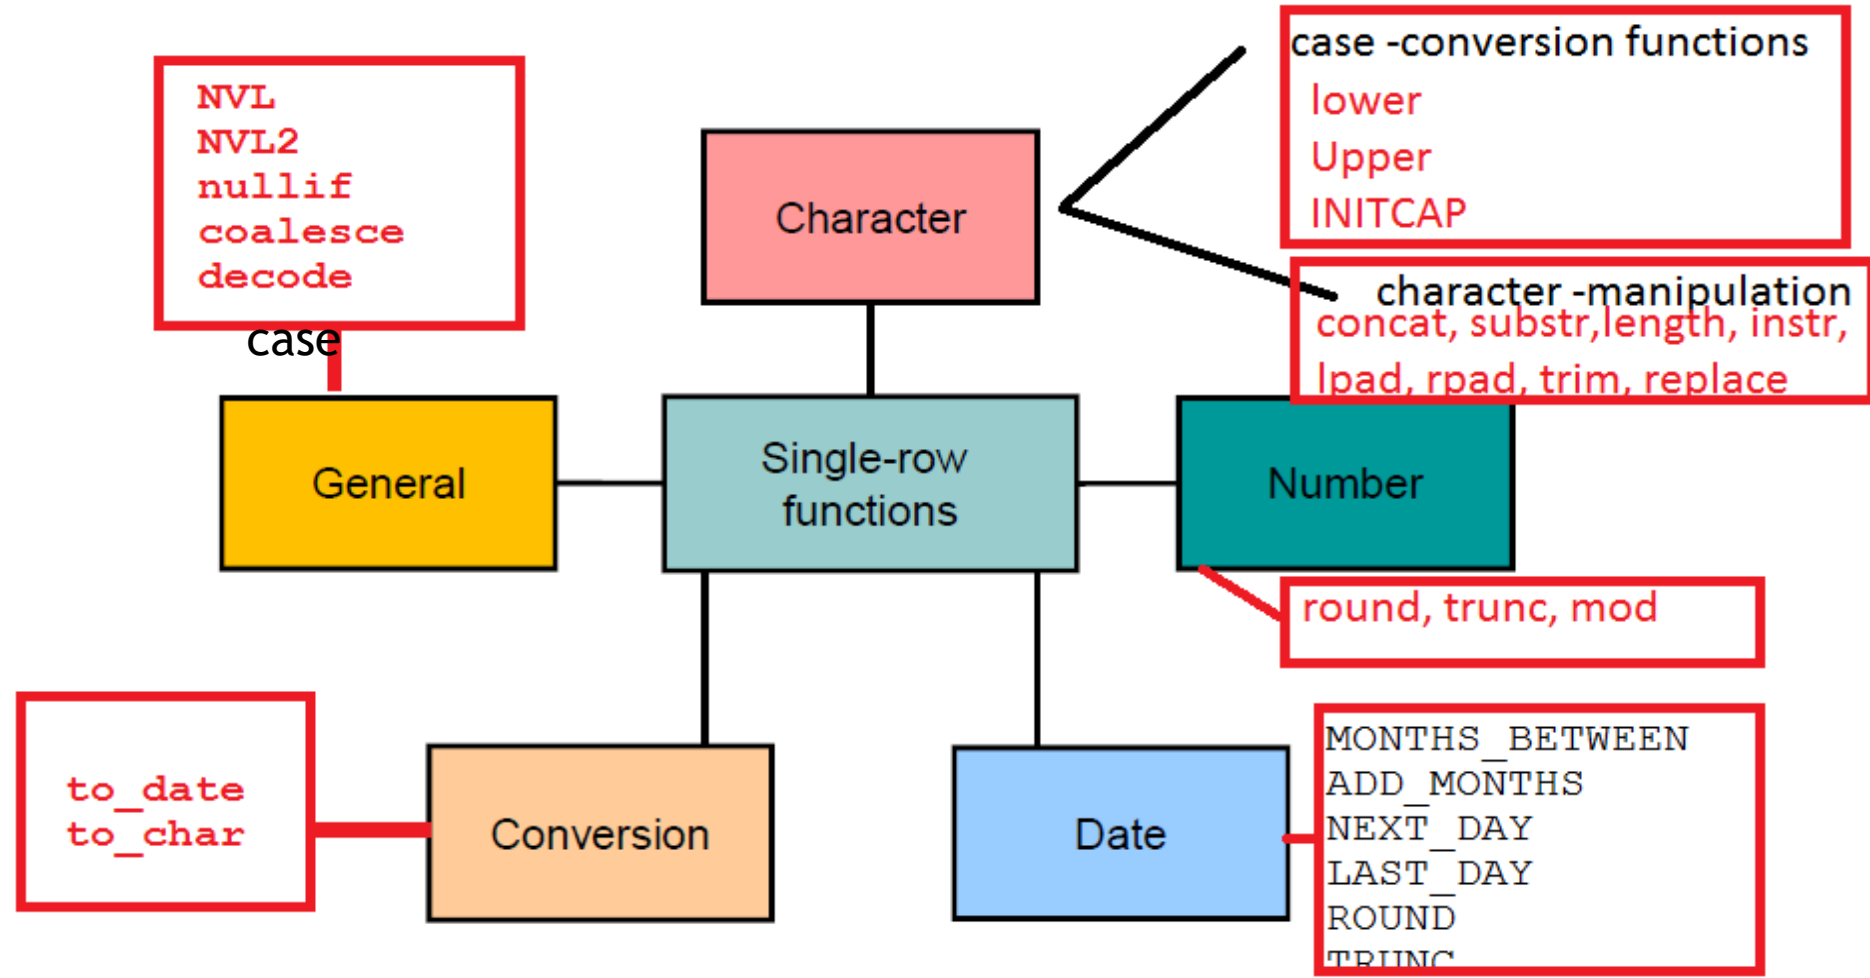 NVL
NVL2
nullif
coalesce
decode
case
Character
case -conversion functions
lower
Upper
INITCAP
character -manipulation
concat, substr,length, instr,
lpad, rpad, trim, replace
General
Single-row
functions
Number
round, trunc, mod
to_date
to_char
Conversion
Date
MONTHS_BETWEEN
ADD_MONTHS
NEXT_DAY
LAST_DAY
ROUND
TRUNC